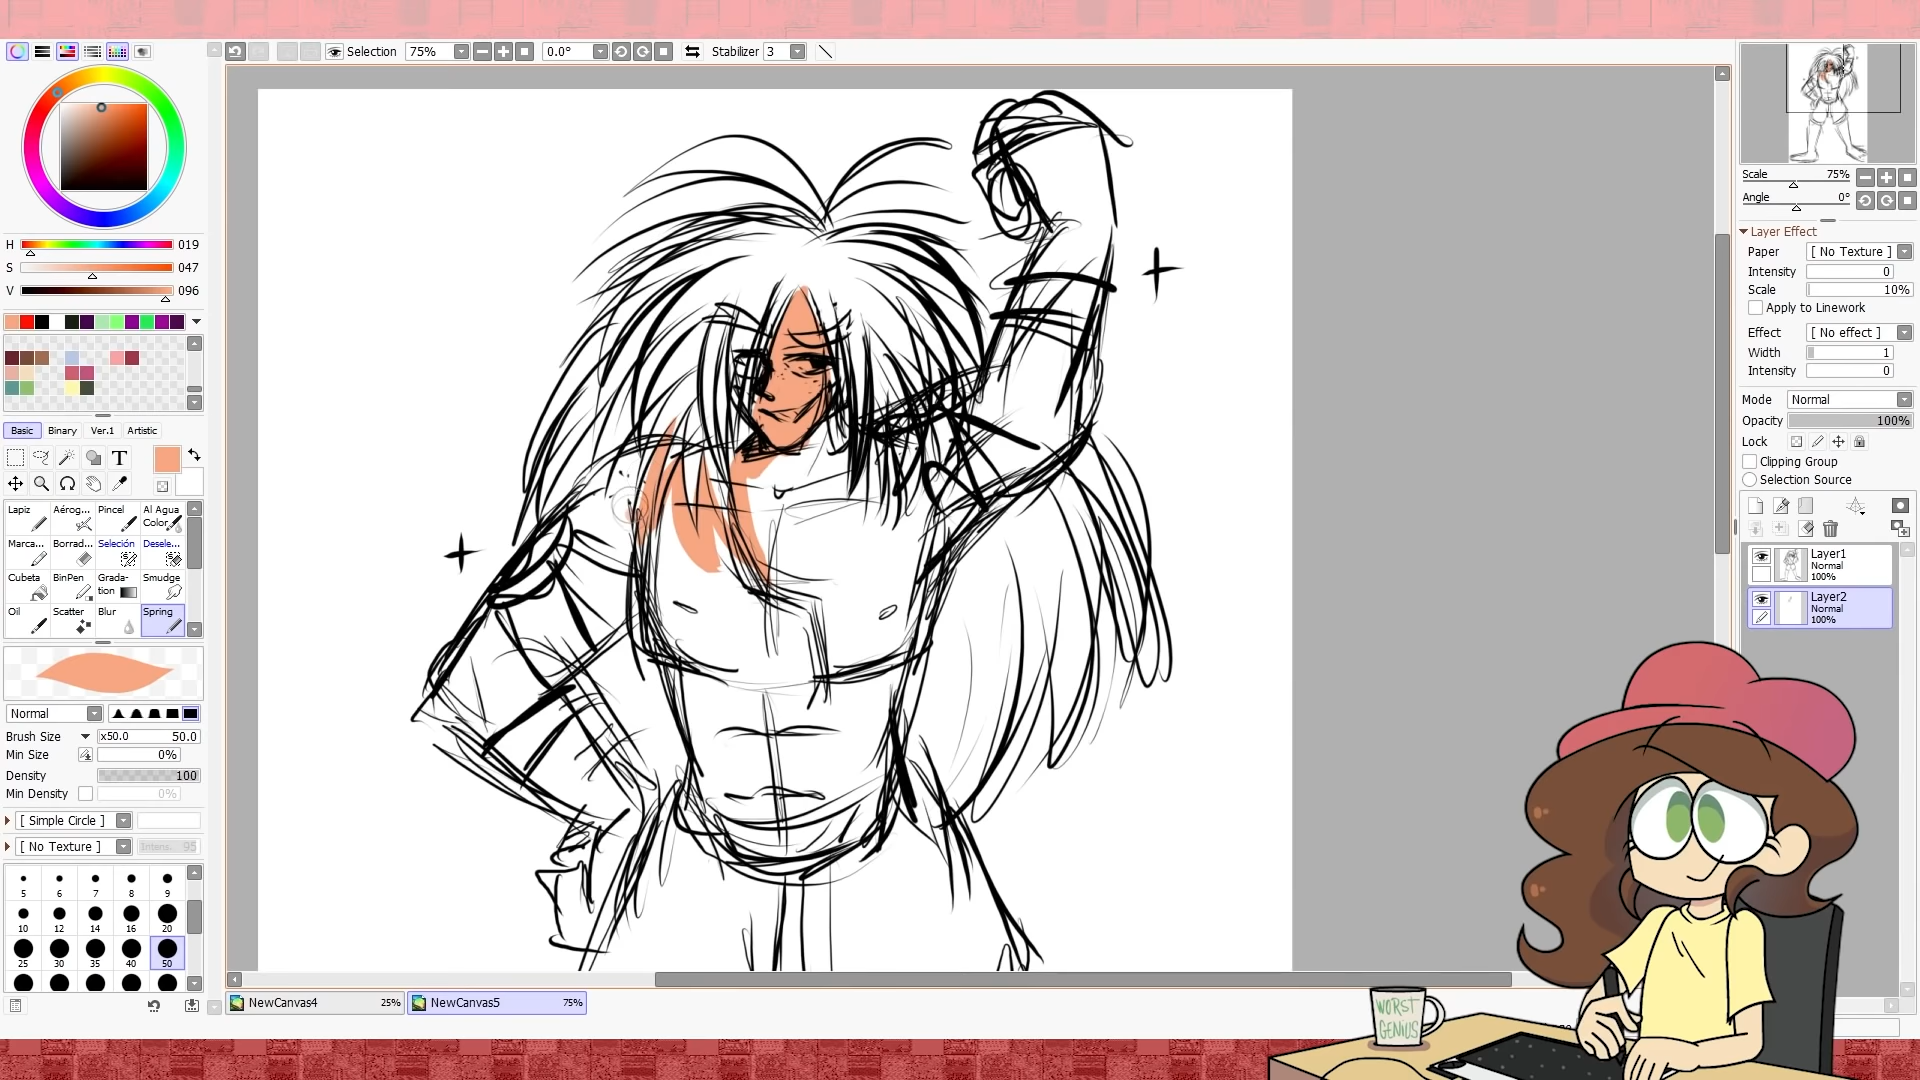 Selection 75% 0.0° Stabilizer 3
H 019
S 047
V 096
Basic Binary Ver.1 Artistic
T
Lapiz Aérog... Pincel Al Agua Color
Marca... Borrad... Seleción Desele...
Cubeta BinPen Grada-tion Smudge
Oil Scatter Blur Spring
Normal
Brush Size x50.0 50.0
Min Size 0%
Density 100
Min Density 0%
[ Simple Circle ]
[ No Texture ] Intens. 95
5 6 7 8 9
10 12 14 16 20
25 30 35 40 50
NewCanvas4 25% NewCanvas5 75%
Scale 75%
Angle 0°
Layer Effect
Paper [ No Texture ]
Intensity 0
Scale 10%
Apply to Linework
Effect [ No effect ]
Width 1
Intensity 0
Mode Normal
Opacity 100%
Lock
Clipping Group
Selection Source
Layer1
Normal
100%
Layer2
Normal
100%
WORST
GENIUS